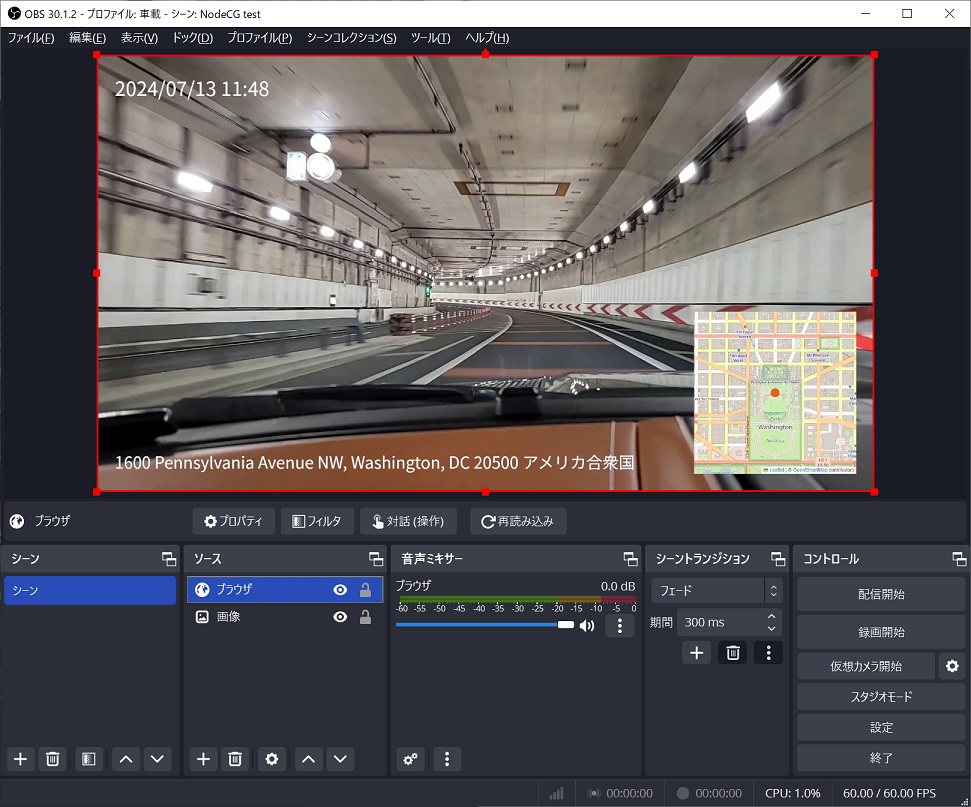 OBS 30.1.2 - プロファイル: 車載 - シーン: NodeCG test
ファイル(F) 編集(E) 表示(V) ドック(D) プロファイル(P) シーンコレクション(S) ツール(T) ヘルプ(H)
2024/07/13 11:48
Washington
Leaflet | © OpenStreetMap contributors
1600 Pennsylvania Avenue NW, Washington, DC 20500 アメリカ合衆国
ブラウザ プロパティ フィルタ 対話 (操作) 再読み込み
シーン
シーン
ソース
ブラウザ
画像
音声ミキサー
ブラウザ 0.0 dB
-60 -55 -50 -45 -40 -35 -30 -25 -20 -15 -10 -5 0
シーントランジション
フェード
期間 300 ms
コントロール
配信開始
録画開始
仮想カメラ開始
スタジオモード
設定
終了
00:00:00 00:00:00 CPU: 1.0% 60.00 / 60.00 FPS